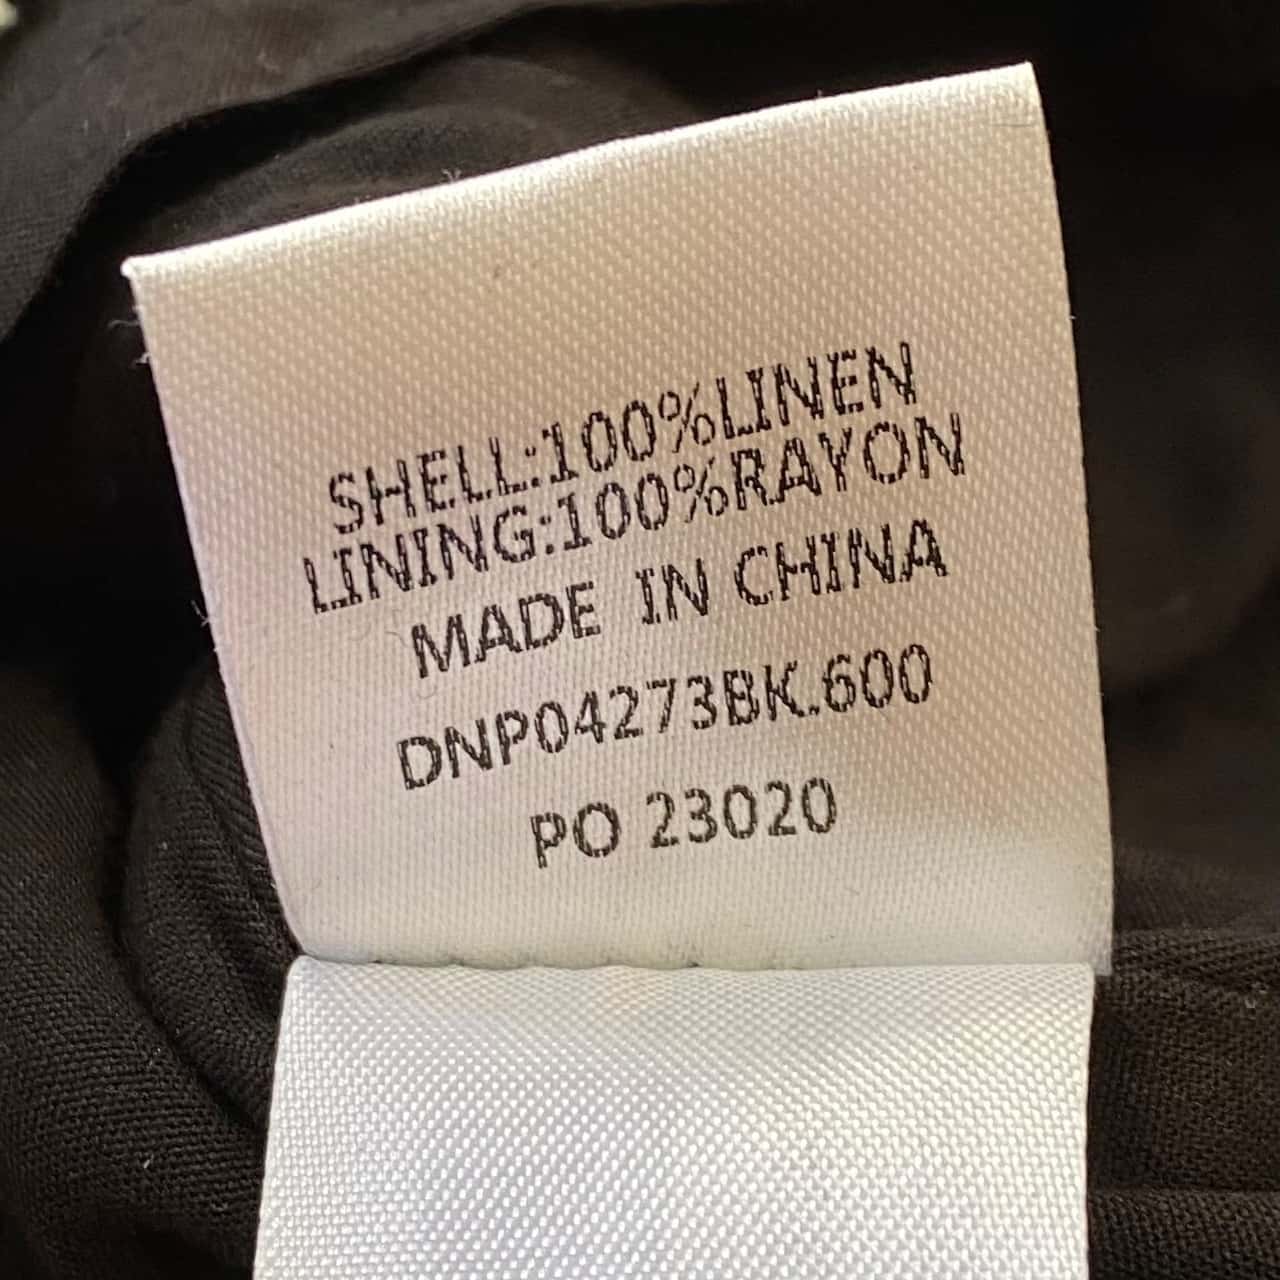 SHELL:100%LINEN
LINING:100%RAYON
MADE IN CHINA
DNP04273BK.600
PO 23020